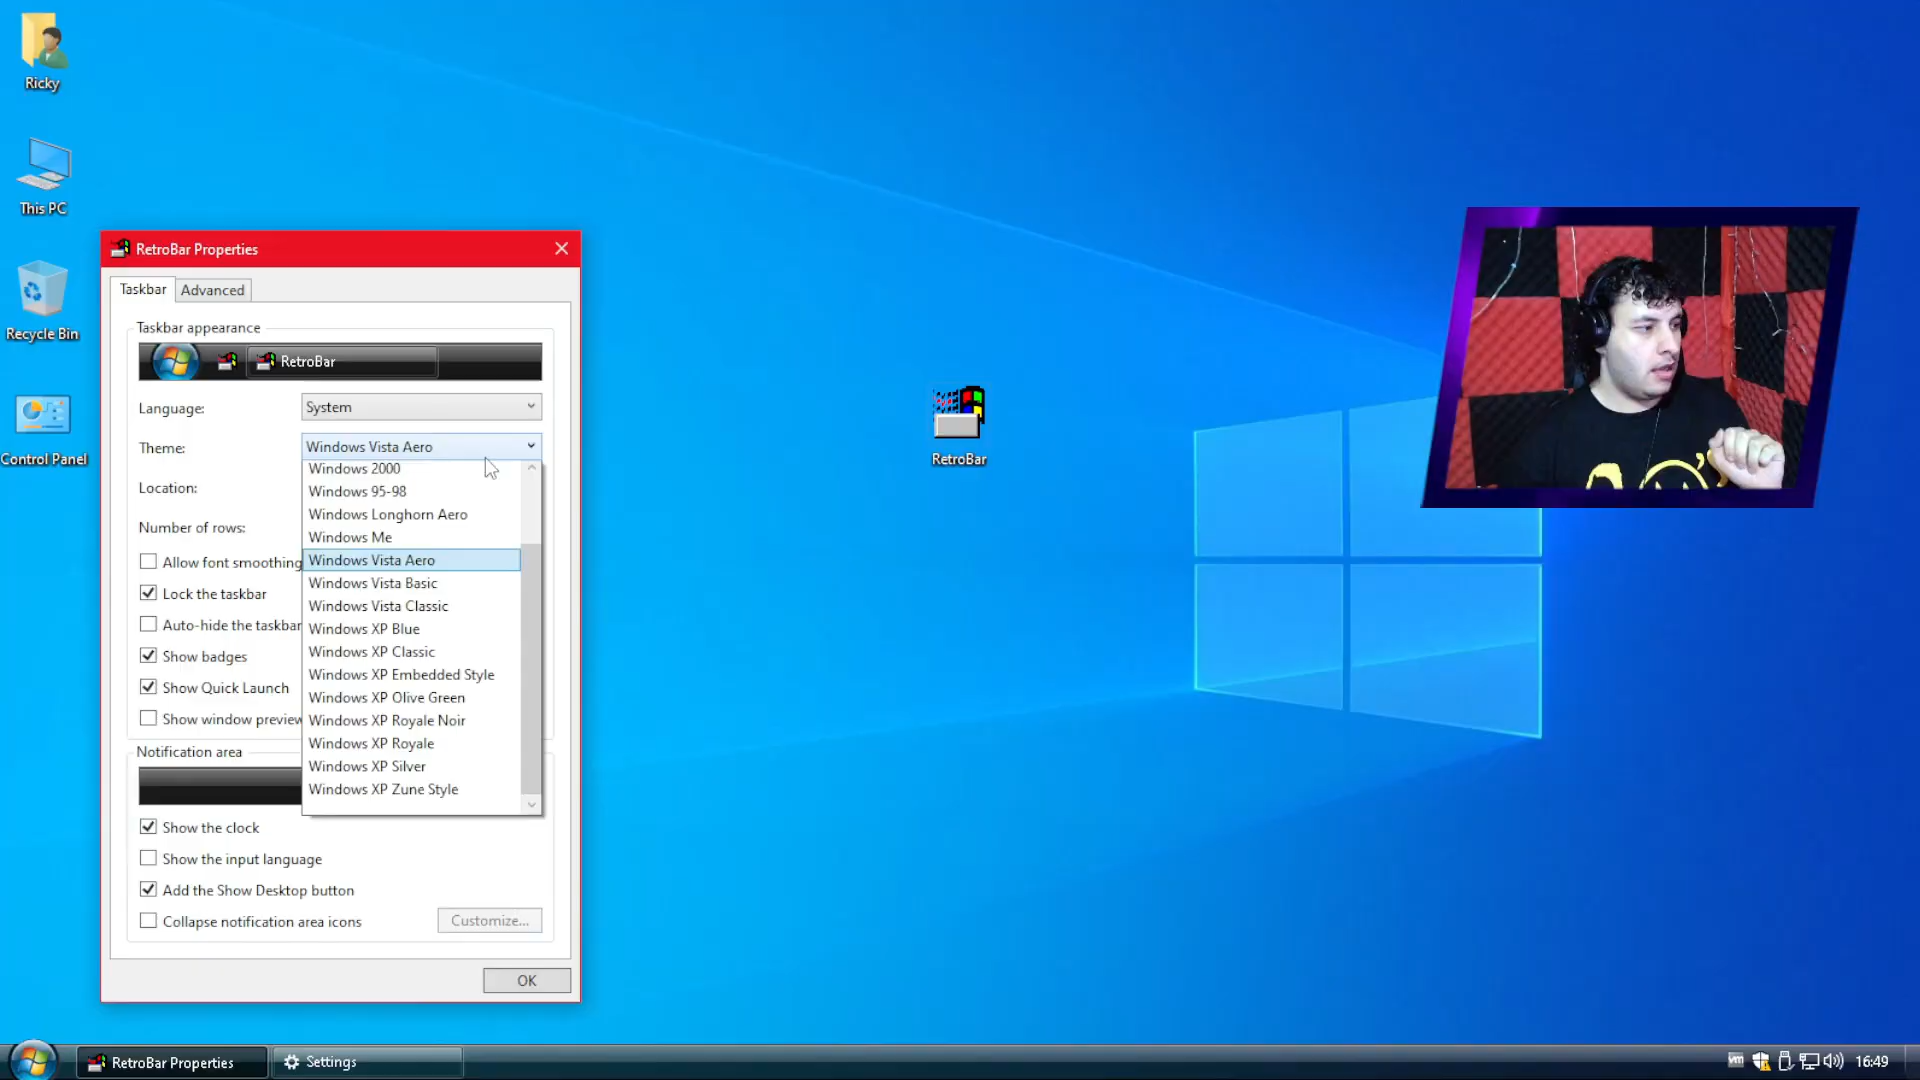 Ricky
This PC
Recycle Bin
Control Panel
RetroBar Properties
Taskbar
Advanced
Taskbar appearance
RetroBar
Language:
System
Theme:
Windows Vista Aero
Location:
Number of rows:
Windows 2000
Windows 95-98
Windows Longhorn Aero
Windows Me
Windows Vista Aero
Windows Vista Basic
Windows Vista Classic
Windows XP Blue
Windows XP Classic
Windows XP Embedded Style
Windows XP Olive Green
Windows XP Royale Noir
Windows XP Royale
Windows XP Silver
Windows XP Zune Style
Allow font smoothing
Lock the taskbar
Auto-hide the taskbar
Show badges
Show Quick Launch
Show window preview
Notification area
Show the clock
Show the input language
Add the Show Desktop button
Collapse notification area icons
Customize...
OK
RetroBar
RetroBar Properties
Settings
vm
16:49